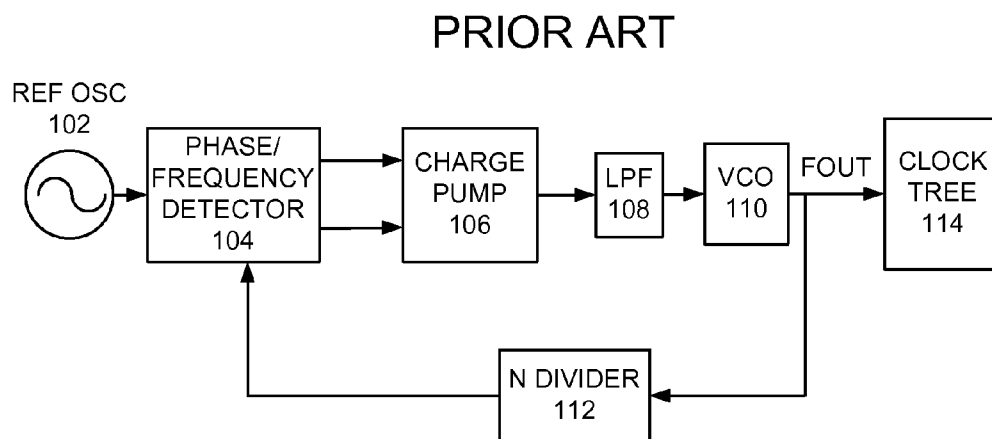 PRIOR ART
REF OSC
102
PHASE/
FREQUENCY
DETECTOR
104
CHARGE
PUMP
106
LPF
108
VCO
110
FOUT
CLOCK
TREE
114
N DIVIDER
112